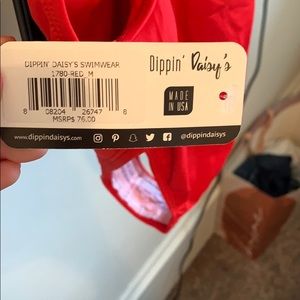 DIPPIN' DAISY'S SWIMWEAR
1780-RED_M
8 08204 26747 8
MSRP$ 76.00
Dippin' Daisy's
MADE
IN USA
www.dippindaisys.com
@dippindaisys